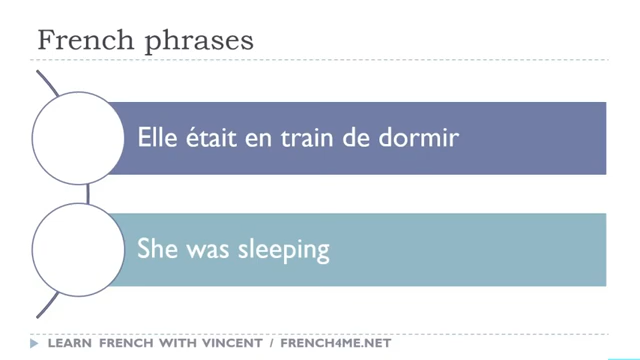 French phrases
Elle était en train de dormir
She was sleeping
LEARN FRENCH WITH VINCENT / FRENCH4ME.NET